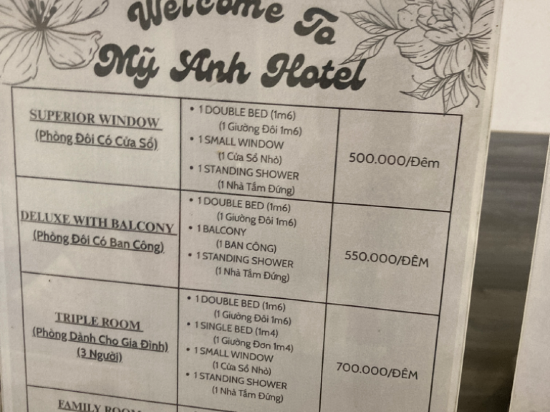 Welcome To
Mỹ Anh Hotel
SUPERIOR WINDOW
(Phòng Đôi Có Cửa Sổ)
• 1 DOUBLE BED (1m6)
(1 Giường Đôi 1m6)
• 1 SMALL WINDOW
(1 Cửa Sổ Nhỏ)
• 1 STANDING SHOWER
(1 Nhà Tắm Đứng)
500.000/Đêm
DELUXE WITH BALCONY
(Phòng Đôi Có Ban Công)
• 1 DOUBLE BED (1m6)
(1 Giường Đôi 1m6)
• 1 BALCONY
(1 BAN CÔNG)
• 1 STANDING SHOWER
(1 Nhà Tắm Đứng)
550.000/ĐÊM
TRIPLE ROOM
(Phòng Dành Cho Gia Đình)
(3 Người)
• 1 DOUBLE BED (1m6)
(1 Giường Đôi 1m6)
• 1 SINGLE BED (1m4)
(1 Giường Đơn 1m4)
• 1 SMALL WINDOW
(1 Cửa Sổ Nhỏ)
• 1 STANDING SHOWER
(1 Nhà Tắm Đứng)
700.000/ĐÊM
FAMILY ROOM